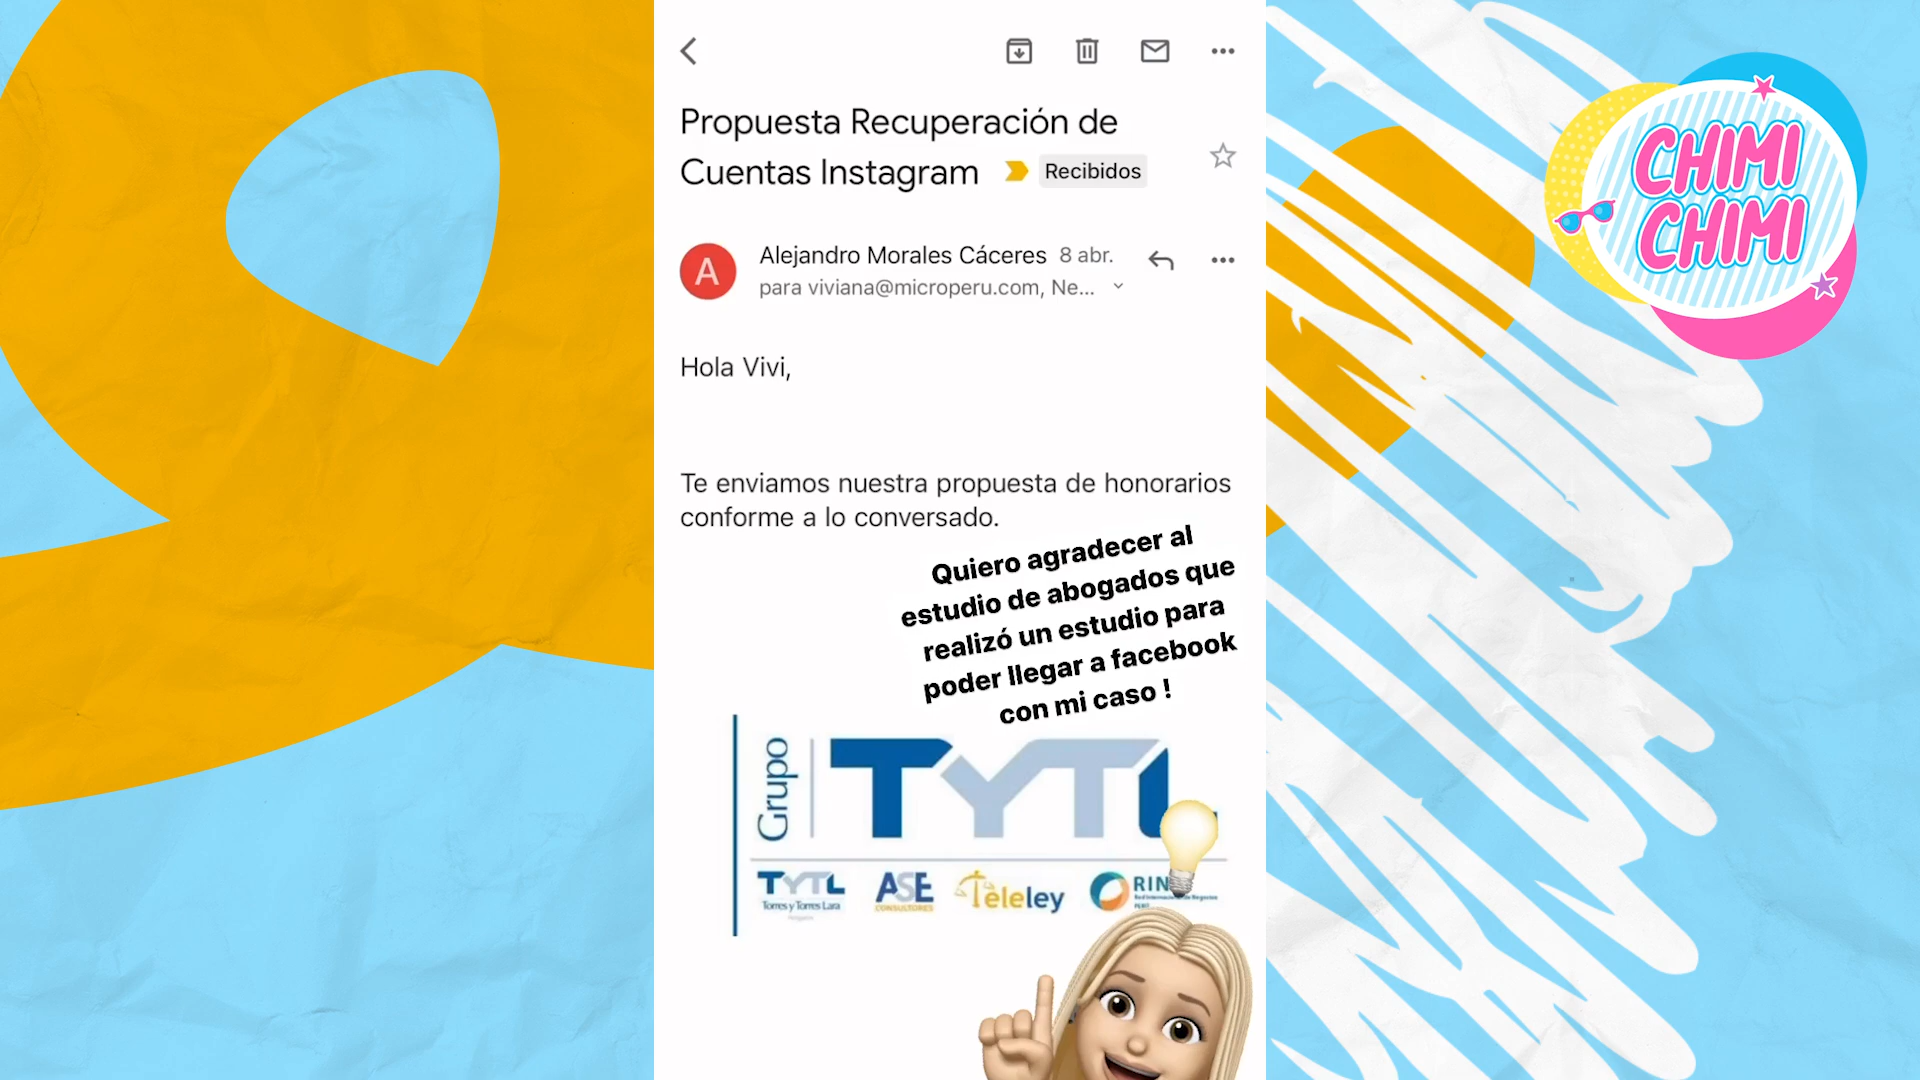 Propuesta Recuperación de
Cuentas Instagram Recibidos
A
Alejandro Morales Cáceres 8 abr.
para viviana@microperu.com, Ne...
Hola Vivi,
Te enviamos nuestra propuesta de honorarios
conforme a lo conversado.
Quiero agradecer al
estudio de abogados que
realizó un estudio para
poder llegar a facebook
con mi caso !
Grupo
TYTL
TYTL
Torres y Torres Lara
ASE
CONSULTORES
Teleley
RIN
CHIMI
CHIMI